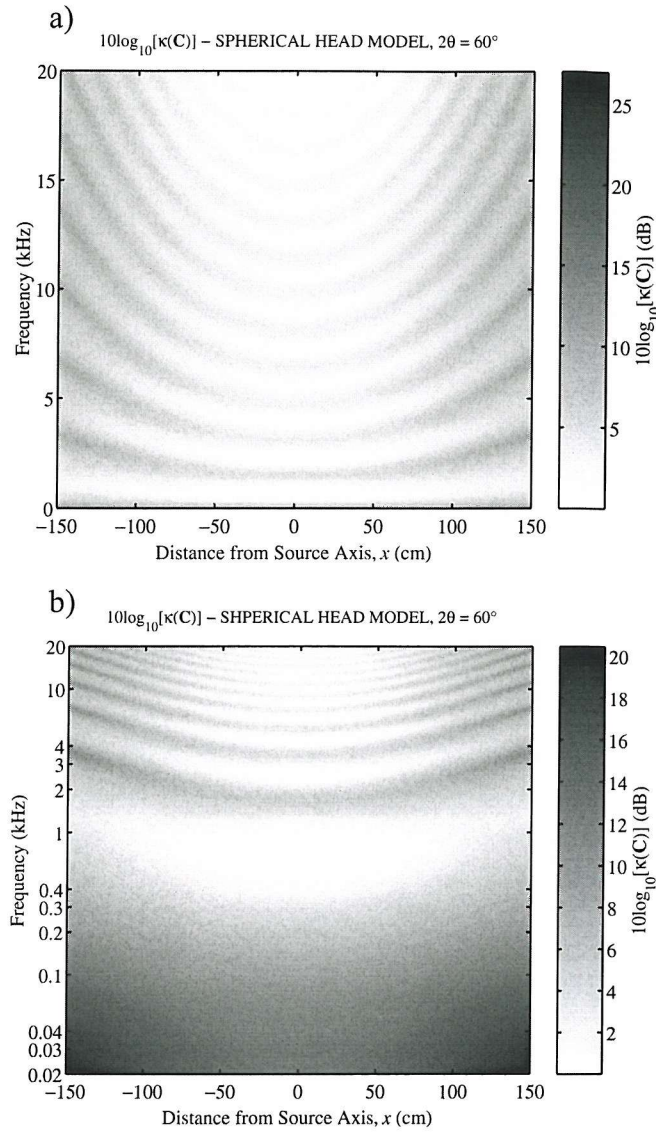 a)
10log₁₀[κ(C)] – SPHERICAL HEAD MODEL, 2θ = 60°
20
15
10
5
0
Frequency (kHz)
−150 −100 −50 0 50 100 150
Distance from Source Axis, x (cm)
25
20
15
10
5
10log₁₀[κ(C)] (dB)
b)
10log₁₀[κ(C)] – SHPERICAL HEAD MODEL, 2θ = 60°
20
10
4
3
2
1
0.4
0.3
0.2
0.1
0.04
0.03
0.02
Frequency (kHz)
−150 −100 −50 0 50 100 150
Distance from Source Axis, x (cm)
20
18
16
14
12
10
8
6
4
2
10log₁₀[κ(C)] (dB)